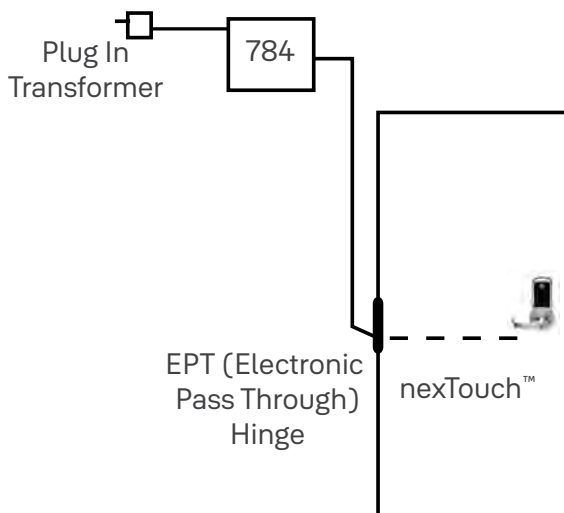 Plug In
Transformer
784
EPT (Electronic
Pass Through)
Hinge
nexTouch™